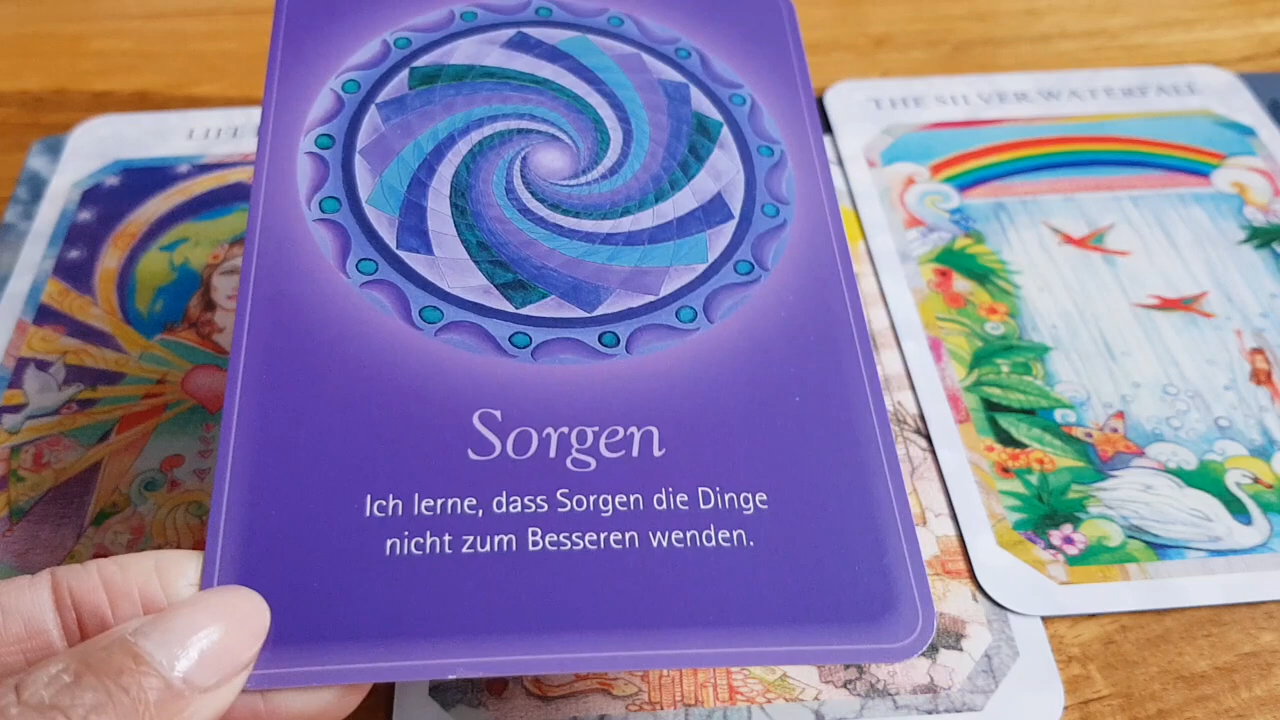 THE SILVER WATERFALL
Sorgen
Ich lerne, dass Sorgen die Dinge
nicht zum Besseren wenden.